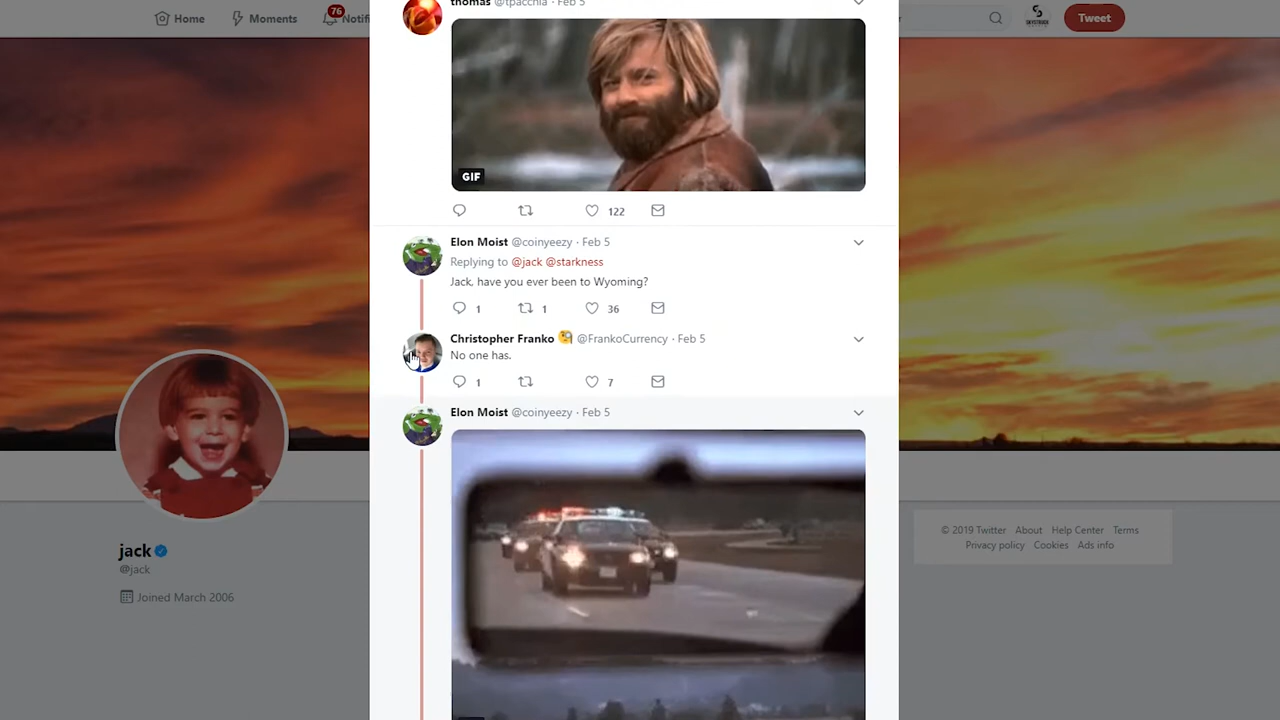 Home
Moments
76
Notifi
Tweet
thomas @tpacchia · Feb 5
GIF
122
Elon Moist @coinyeezy · Feb 5
Replying to @jack @starkness
Jack, have you ever been to Wyoming?
1 1 36
Christopher Franko @FrankoCurrency · Feb 5
No one has.
1 7
Elon Moist @coinyeezy · Feb 5
jack
@jack
Joined March 2006
© 2019 Twitter About Help Center Terms
Privacy policy Cookies Ads info